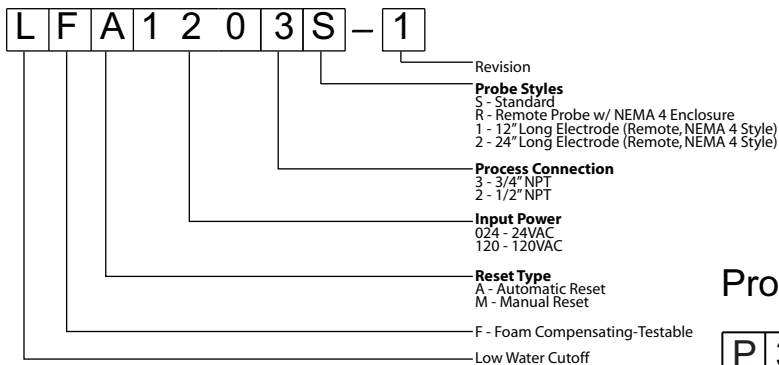 L F A 1 2 0 3 S – 1
Revision
Probe Styles
S - Standard
R - Remote Probe w/ NEMA 4 Enclosure
1 - 12" Long Electrode (Remote, NEMA 4 Style)
2 - 24" Long Electrode (Remote, NEMA 4 Style)
Process Connection
3 - 3/4" NPT
2 - 1/2" NPT
Input Power
024 - 24VAC
120 - 120VAC
Reset Type
A - Automatic Reset
M - Manual Reset
F - Foam Compensating-Testable
Low Water Cutoff
Pro
P